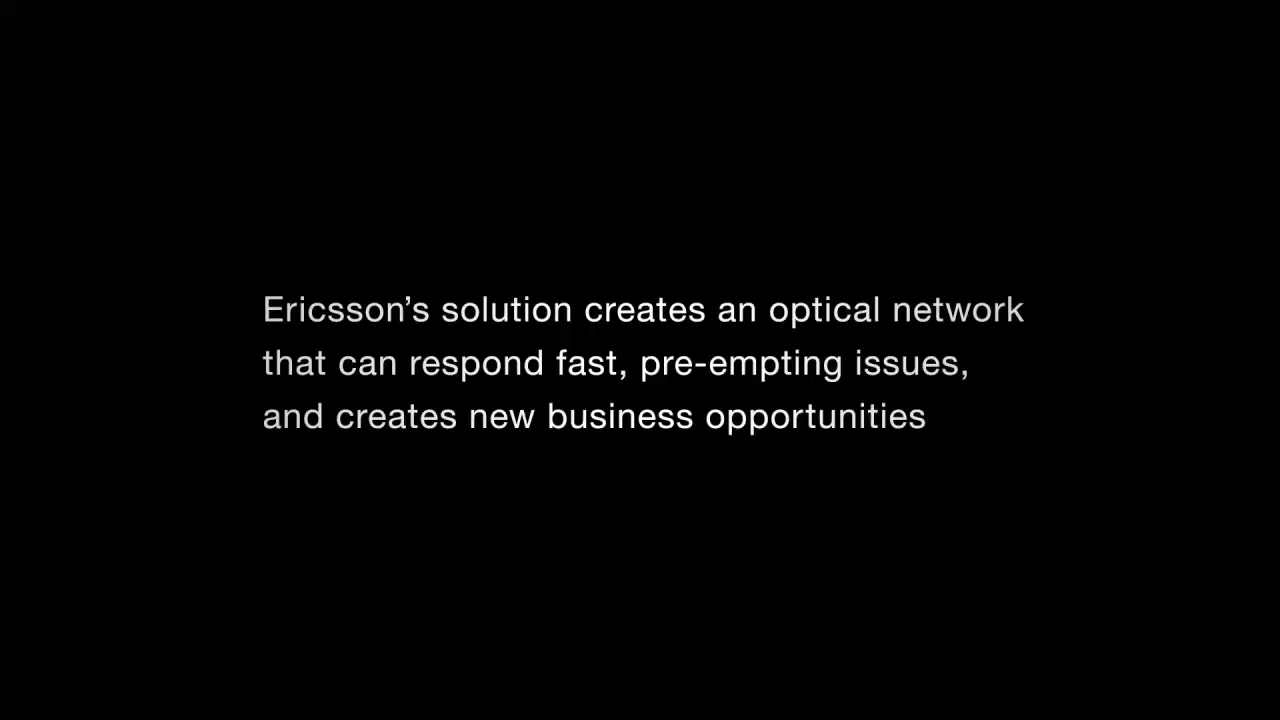 Ericsson’s solution creates an optical network
that can respond fast, pre-empting issues,
and creates new business opportunities